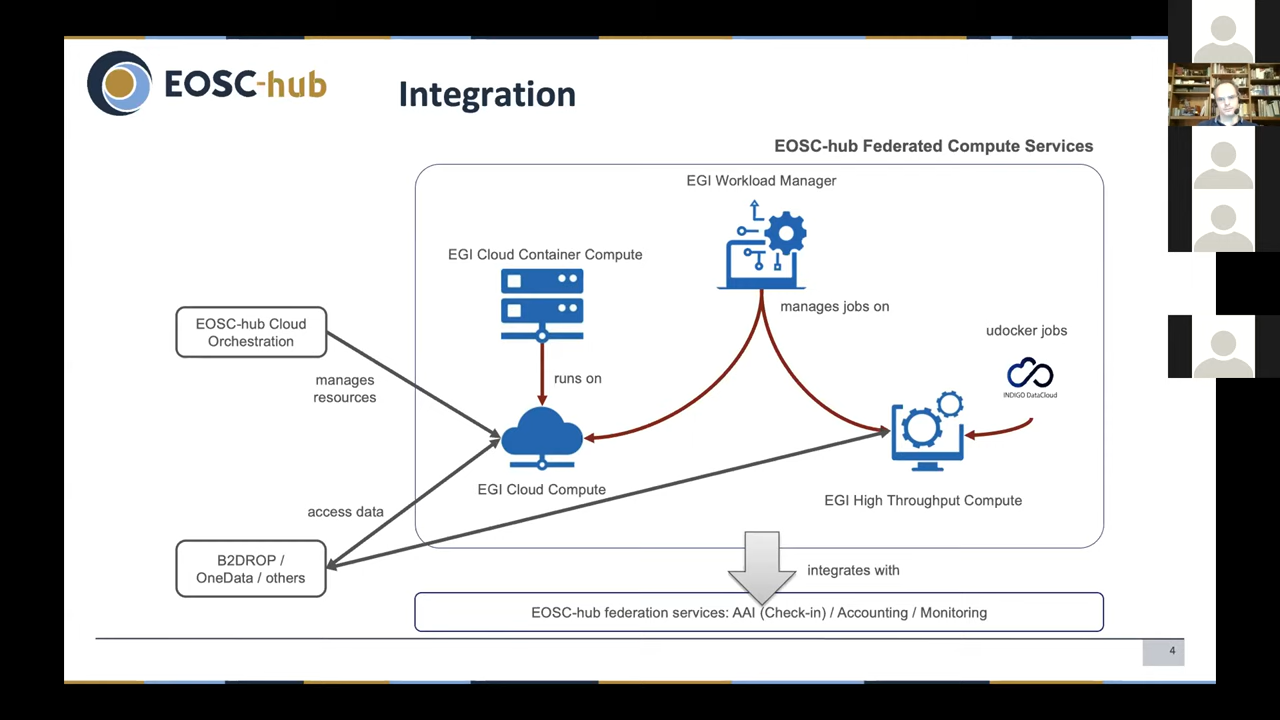 EOSC-hub
Integration
EOSC-hub Federated Compute Services
EGI Workload Manager
EGI Cloud Container Compute
manages jobs on
EOSC-hub Cloud
Orchestration
udocker jobs
manages
resources
runs on
INDIGO DataCloud
EGI Cloud Compute
EGI High Throughput Compute
access data
B2DROP /
OneData / others
integrates with
EOSC-hub federation services: AAI (Check-in) / Accounting / Monitoring
4